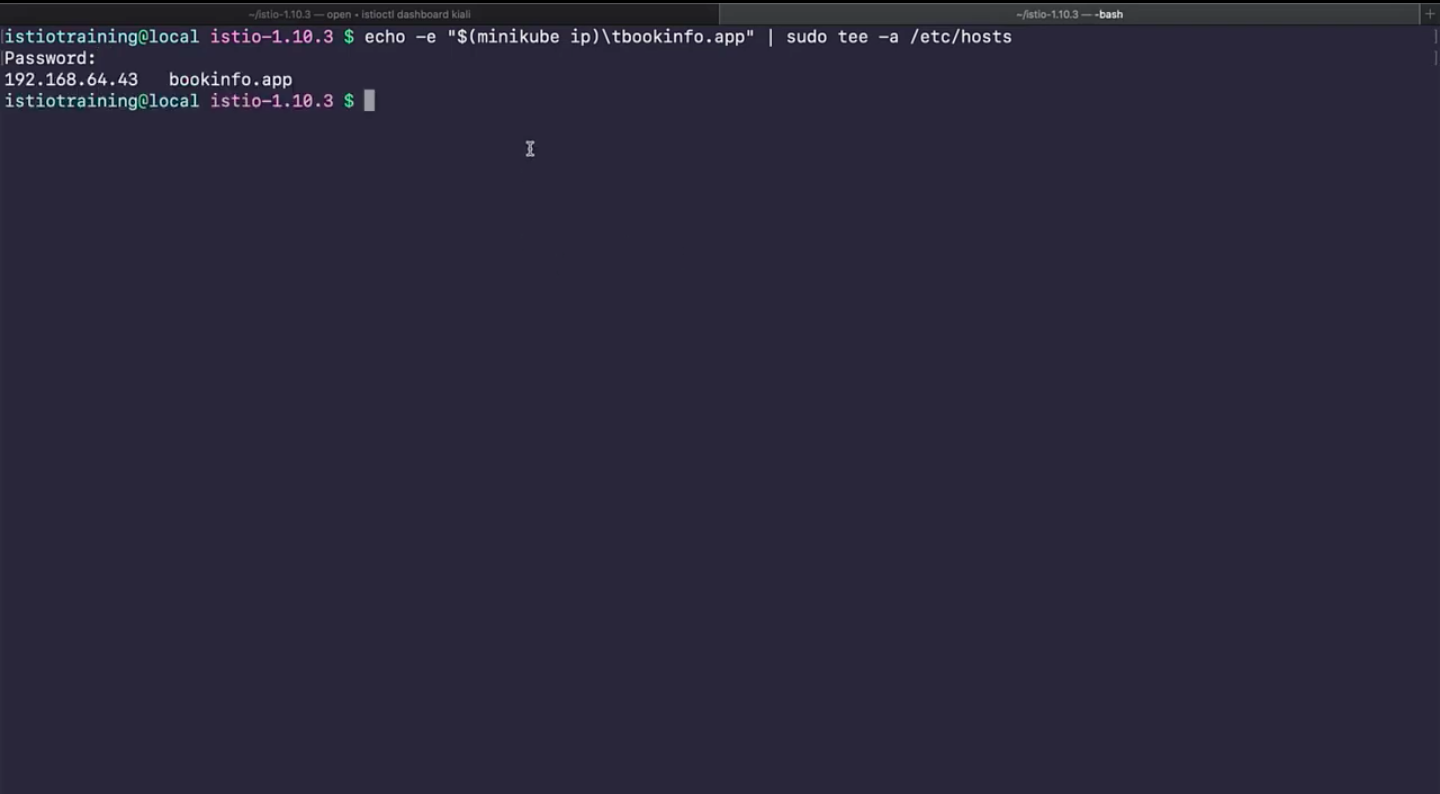 ~/istio-1.10.3 — open • istioctl dashboard kiali
~/istio-1.10.3 — -bash
istiotraining@local istio-1.10.3 $ echo -e "$(minikube ip)\tbookinfo.app" | sudo tee -a /etc/hosts
Password:
192.168.64.43   bookinfo.app
istiotraining@local istio-1.10.3 $